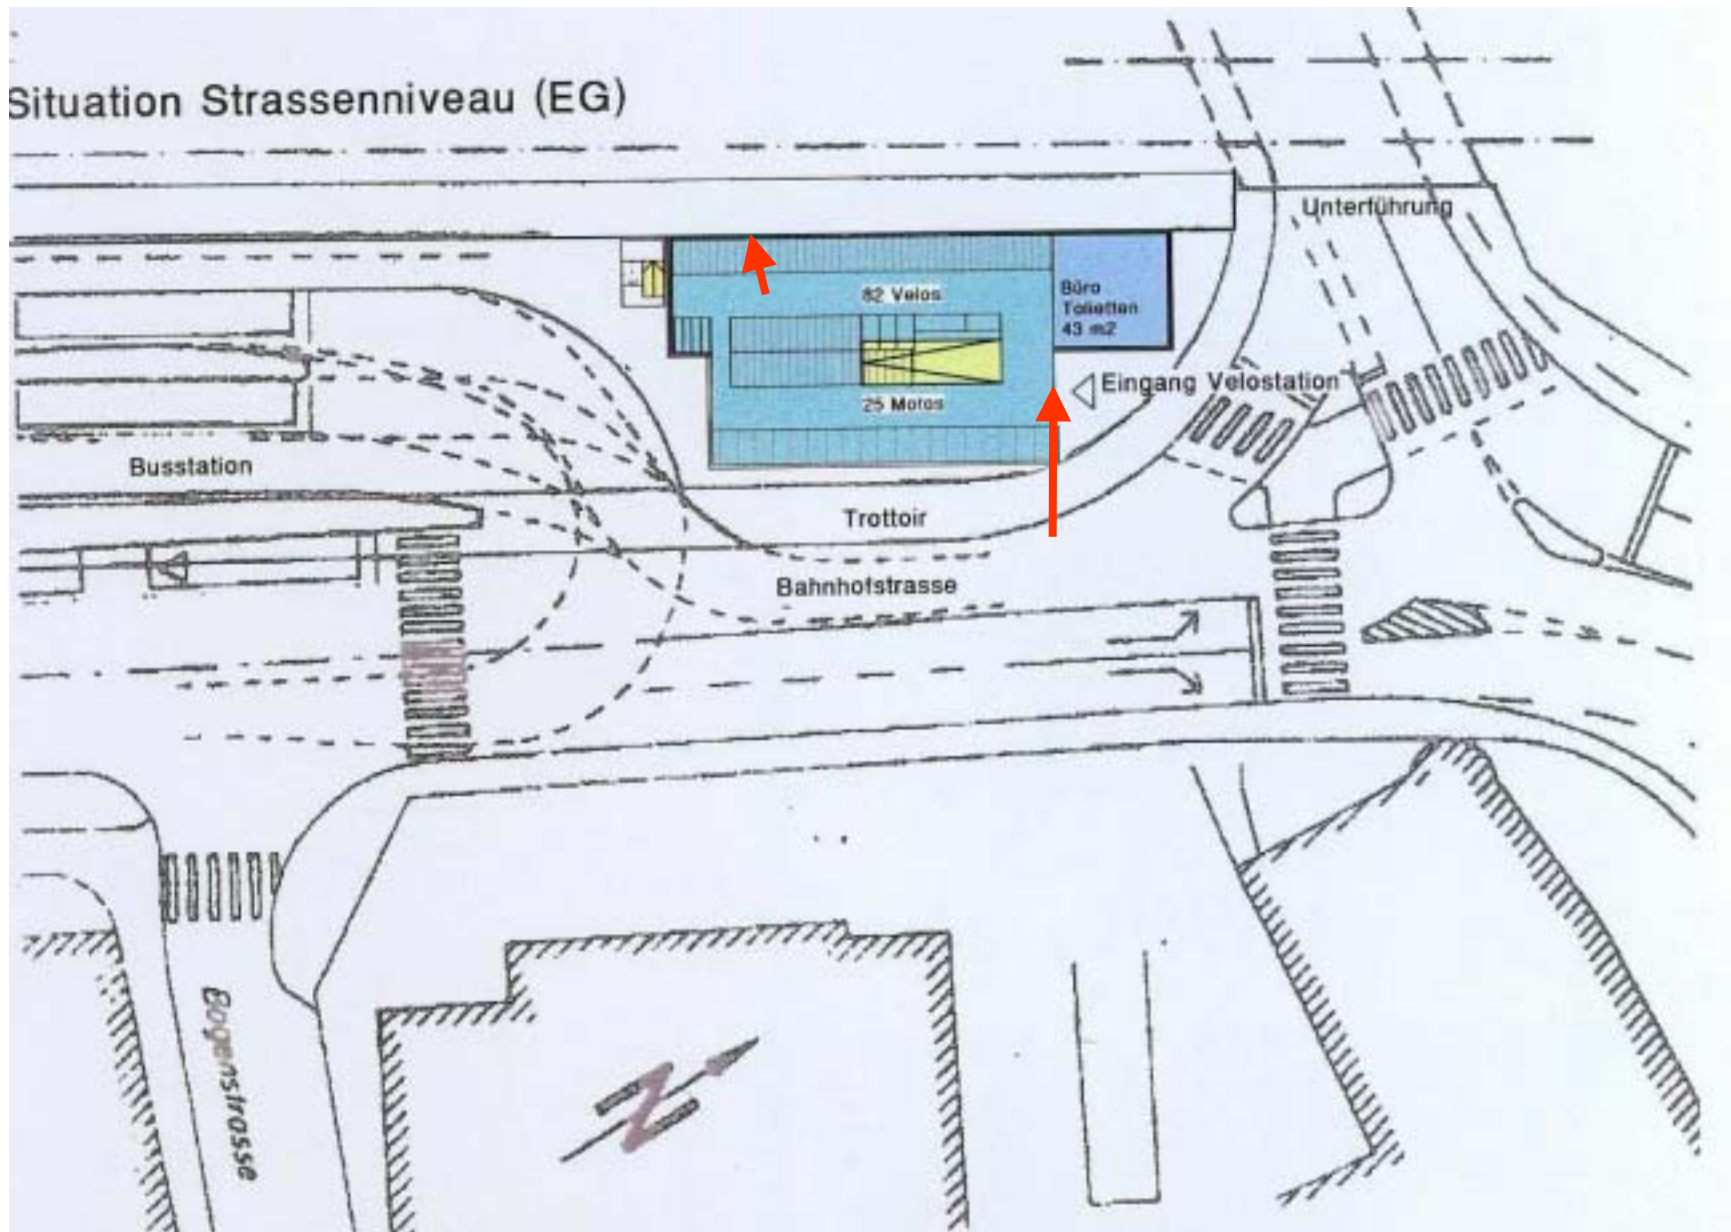 Situation Strassenniveau (EG)
Unterführung
82 Velos
Büro
Toiletten
43 m2
Eingang Velostation
25 Motos
Busstation
Trottoir
Bahnhofstrasse
Bogenstrasse
N